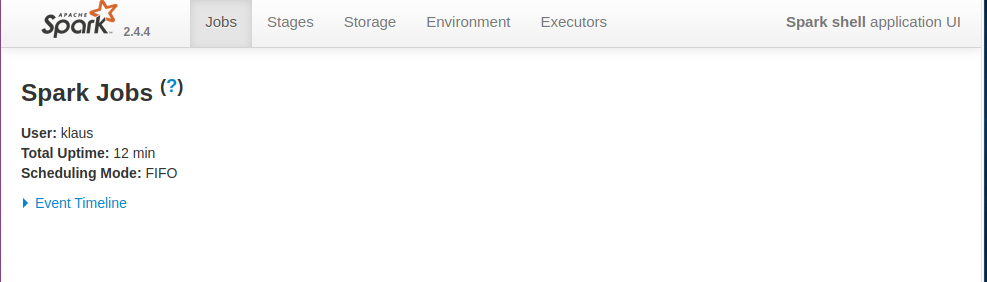 APACHE
Spark 2.4.4 Jobs Stages Storage Environment Executors Spark shell application UI
Spark Jobs (?)
User: klaus
Total Uptime: 12 min
Scheduling Mode: FIFO
Event Timeline